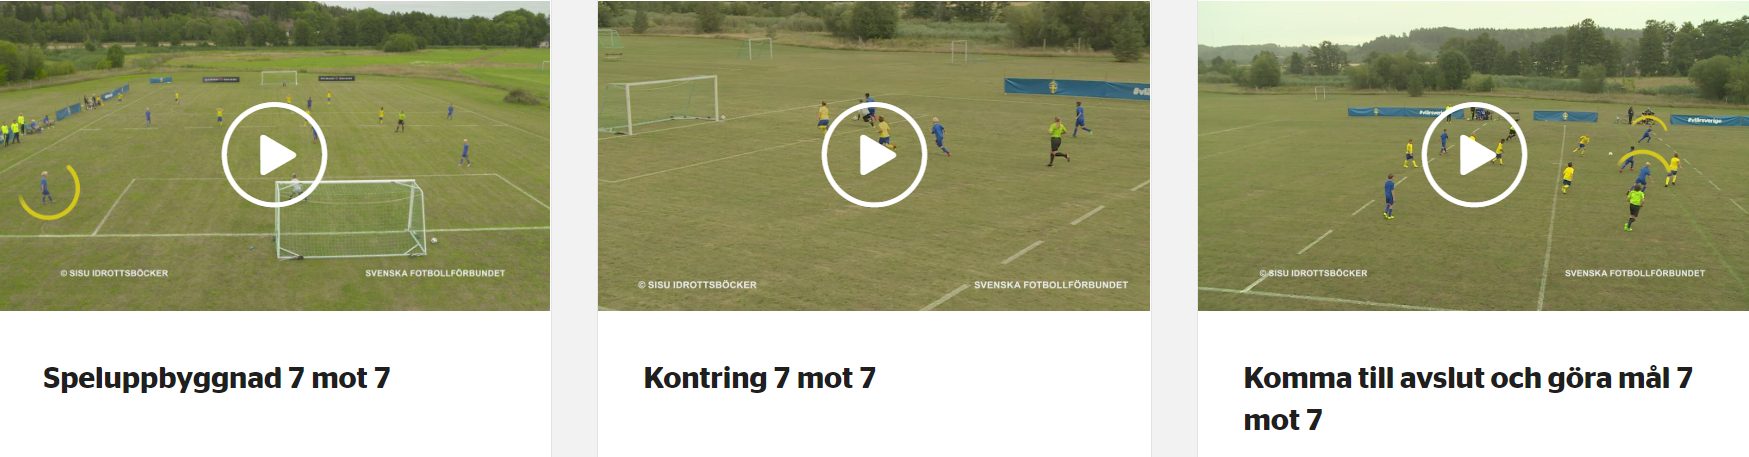 © SISU IDROTTSBÖCKER
SVENSKA FOTBOLLFÖRBUNDET
Speluppbyggnad 7 mot 7
© SISU IDROTTSBÖCKER
SVENSKA FOTBOLLFÖRBUNDET
Kontring 7 mot 7
#vårsverige
© SISU IDROTTSBÖCKER
SVENSKA FOTBOLLFÖRBUNDET
Komma till avslut och göra mål 7
mot 7